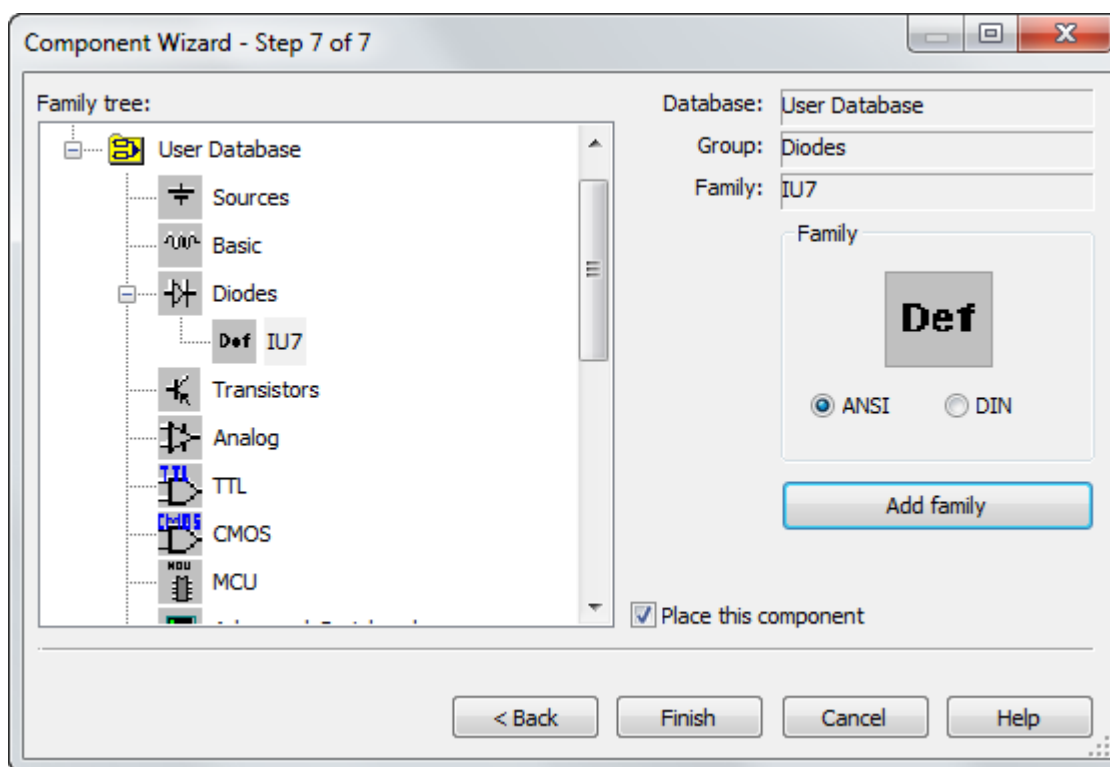 Component Wizard - Step 7 of 7
Family tree:
User Database
Sources
Basic
Diodes
Def IU7
Transistors
Analog
TTL TTL
CMOS CMOS
MCU MCU
Database: User Database
Group: Diodes
Family: IU7
Family
Def
ANSI DIN
Add family
Place this component
< Back Finish Cancel Help